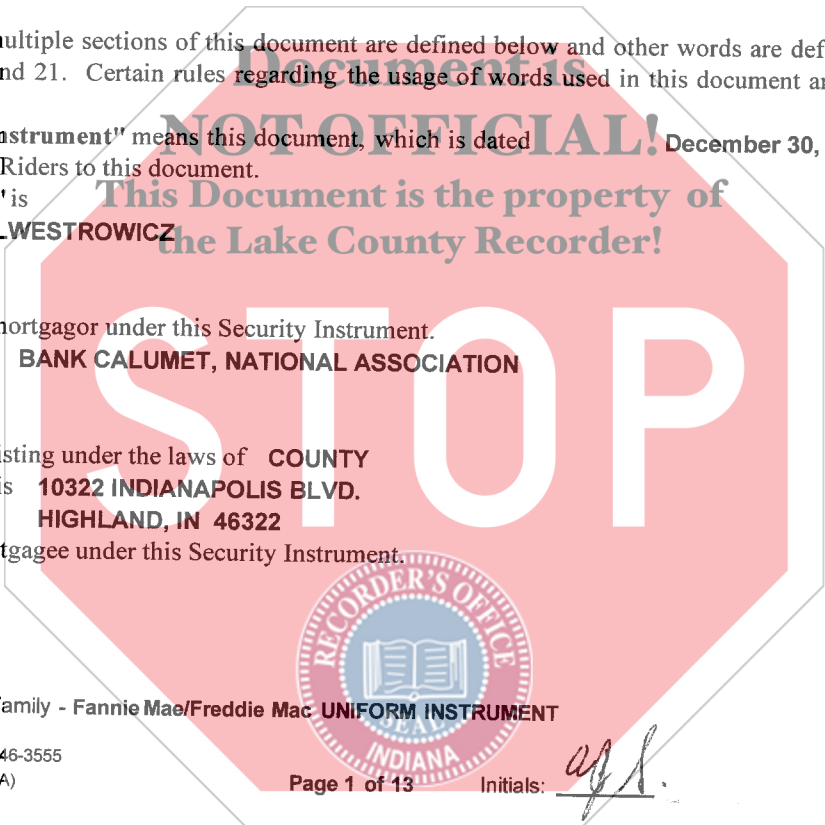 multiple sections of this document are defined below and other words are def
nd 21. Certain rules regarding the usage of words used in this document ar
Document is
nstrument" means this document, which is dated December 30,
NOT OFFICIAL!
Riders to this document.
" is
This Document is the property of
WESTROWICZ
the Lake County Recorder!
mortgagor under this Security Instrument.
BANK CALUMET, NATIONAL ASSOCIATION
STOP
isting under the laws of COUNTY
is 10322 INDIANAPOLIS BLVD.
HIGHLAND, IN 46322
tgagee under this Security Instrument.
RECORDER'S OFFICE
SEAL
INDIANA
amily - Fannie Mae/Freddie Mac UNIFORM INSTRUMENT
46-3555
A)
Page 1 of 13 Initials: